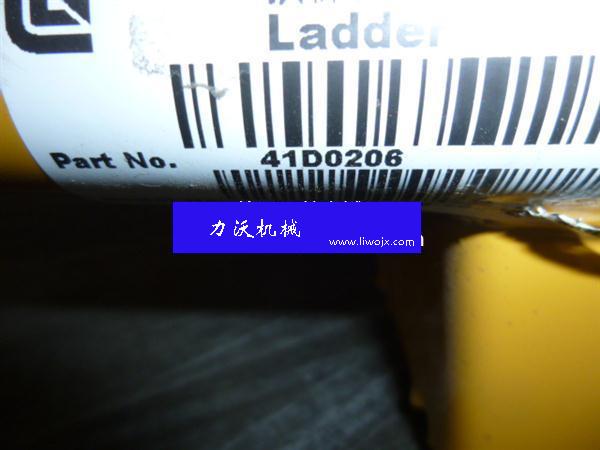 Ladder
Part No. 41D0206
力沃机械
www.liwojx.com